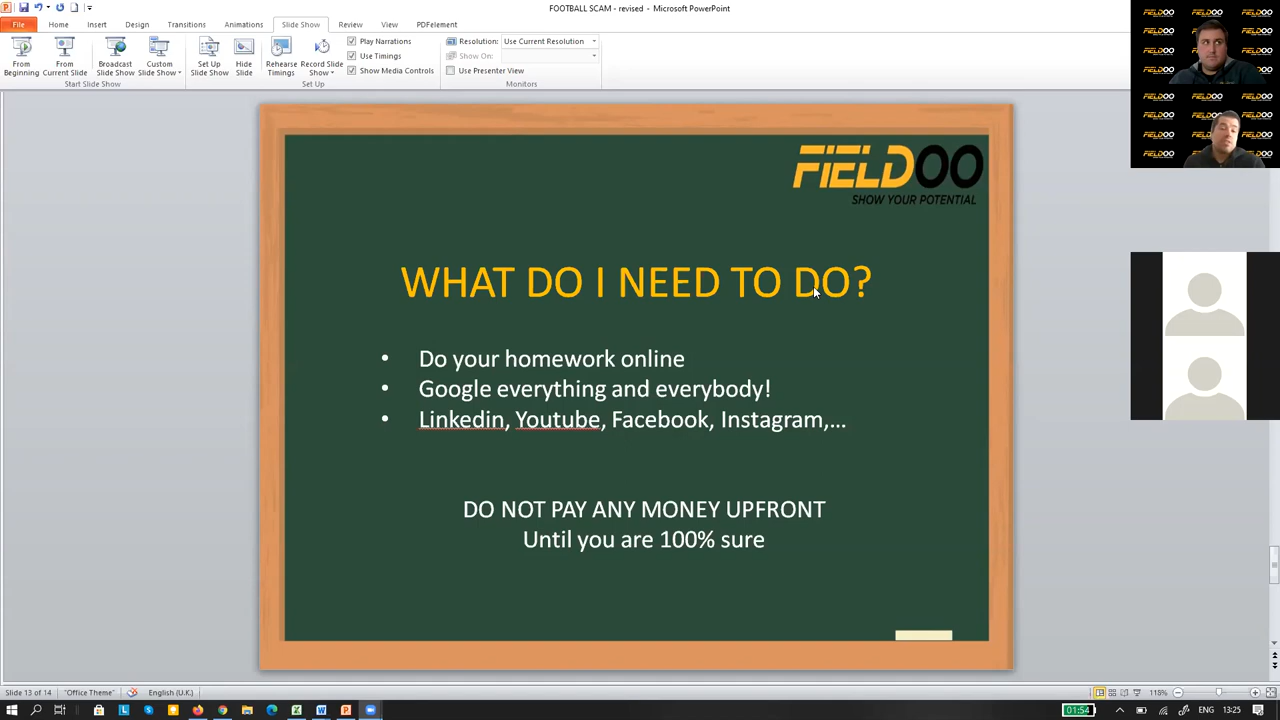 FOOTBALL SCAM - revised - Microsoft PowerPoint
File Home Insert Design Transitions Animations Slide Show Review View PDFelement
From Beginning
From Current Slide
Broadcast Slide Show
Custom Slide Show
Set Up Slide Show
Hide Slide
Rehearse Timings
Record Slide Show
Play Narrations
Use Timings
Show Media Controls
Resolution: Use Current Resolution
Show On:
Use Presenter View
Start Slide Show Set Up Monitors
FIELDOO
SHOW YOUR POTENTIAL
WHAT DO I NEED TO DO?
• Do your homework online
• Google everything and everybody!
• Linkedin, Youtube, Facebook, Instagram,...
DO NOT PAY ANY MONEY UPFRONT
Until you are 100% sure
Slide 13 of 14 "Office Theme" English (U.K.) 118%
01:54 ENG 13:25